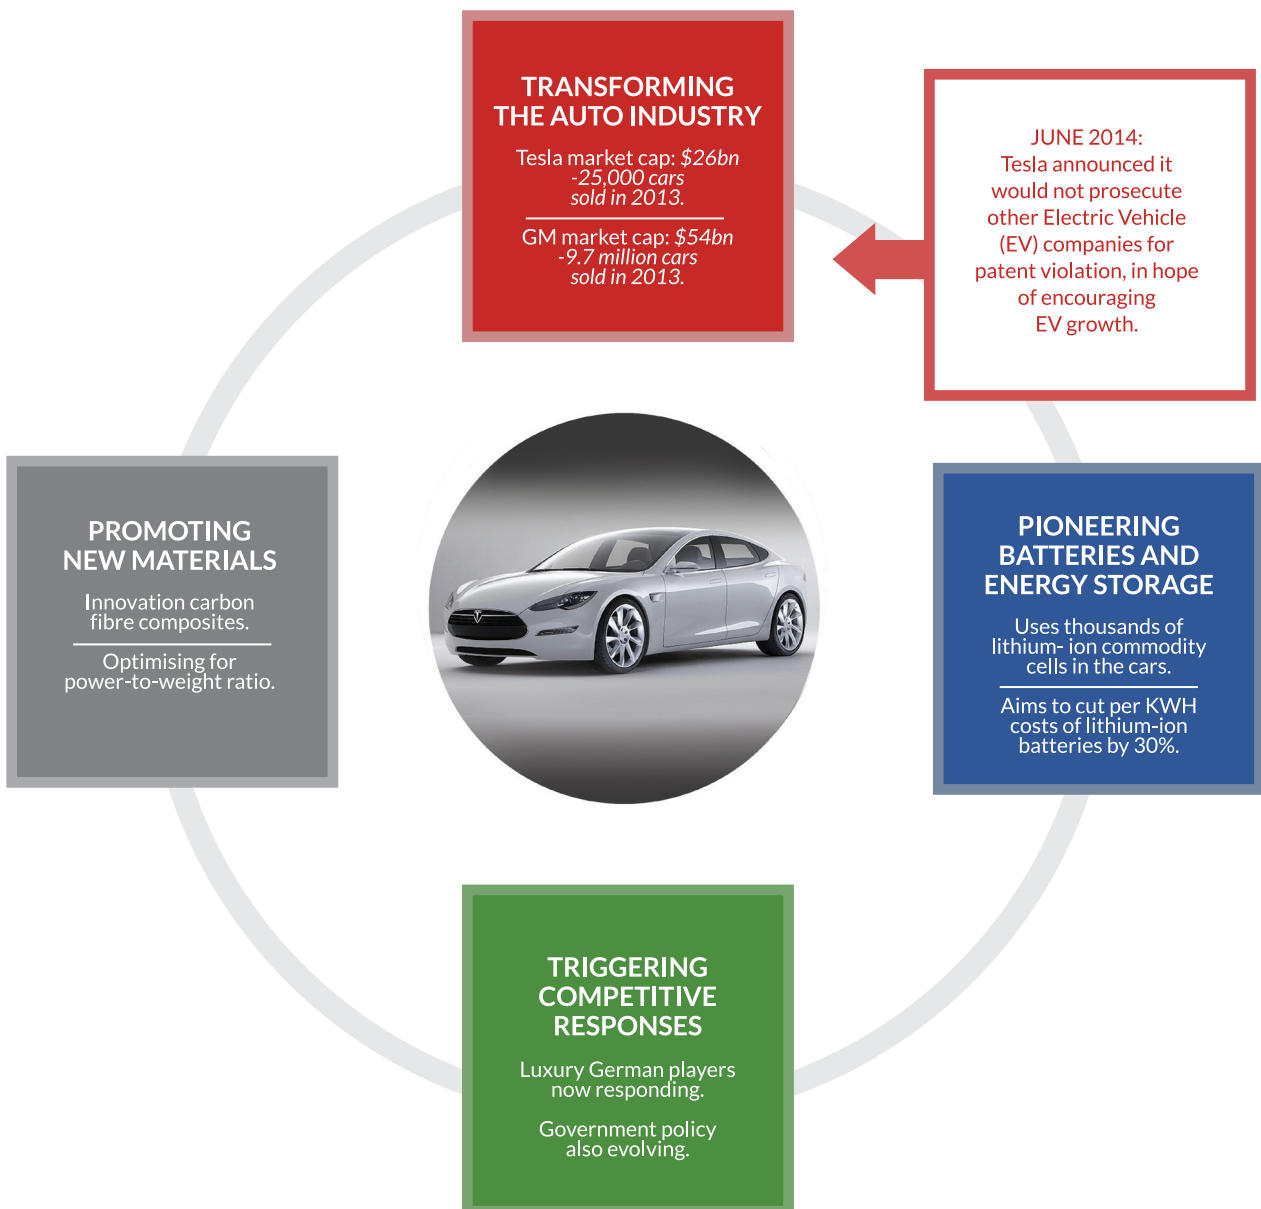 TRANSFORMING
THE AUTO INDUSTRY
Tesla market cap: $26bn
-25,000 cars
sold in 2013.
GM market cap: $54bn
-9.7 million cars
sold in 2013.
JUNE 2014:
Tesla announced it
would not prosecute
other Electric Vehicle
(EV) companies for
patent violation, in hope
of encouraging
EV growth.
PROMOTING
NEW MATERIALS
Innovation carbon
fibre composites.
Optimising for
power-to-weight ratio.
PIONEERING
BATTERIES AND
ENERGY STORAGE
Uses thousands of
lithium- ion commodity
cells in the cars.
Aims to cut per KWH
costs of lithium-ion
batteries by 30%.
TRIGGERING
COMPETITIVE
RESPONSES
Luxury German players
now responding.
Government policy
also evolving.